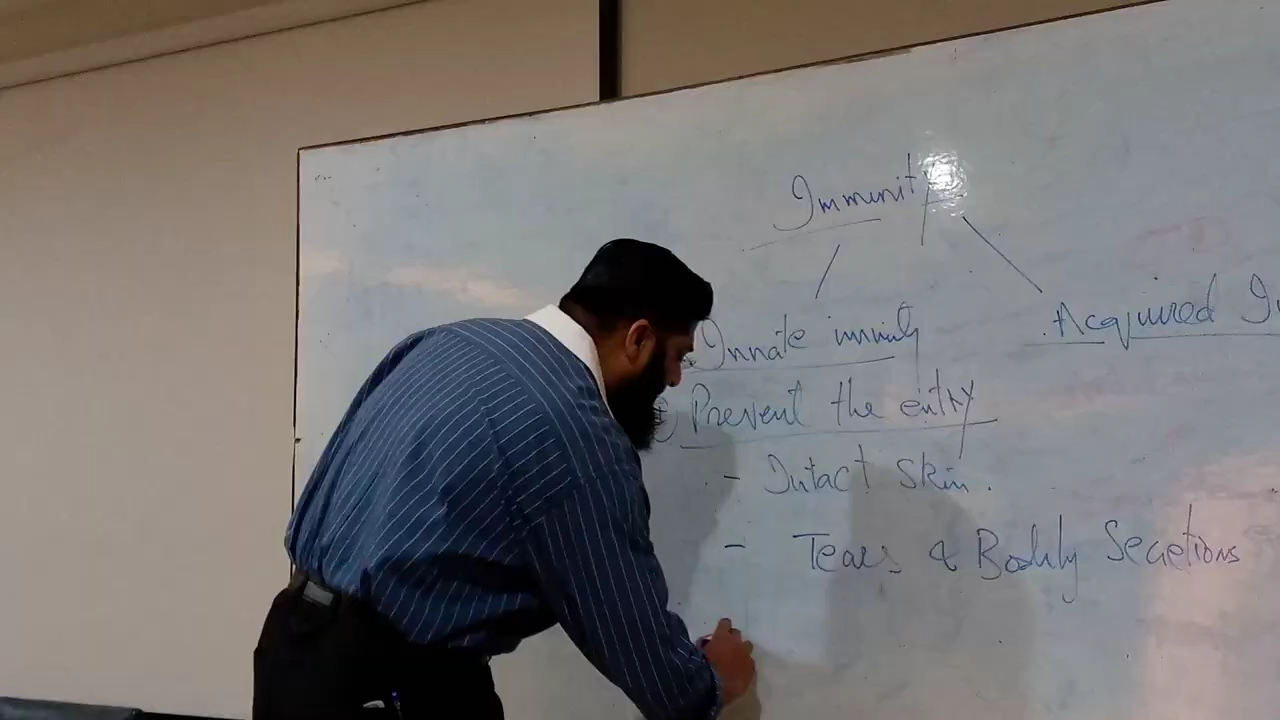 Immunity
Innate immunity
Acquired
Prevent the entry
- Intact Skin.
- Tears & Bodily Secretions